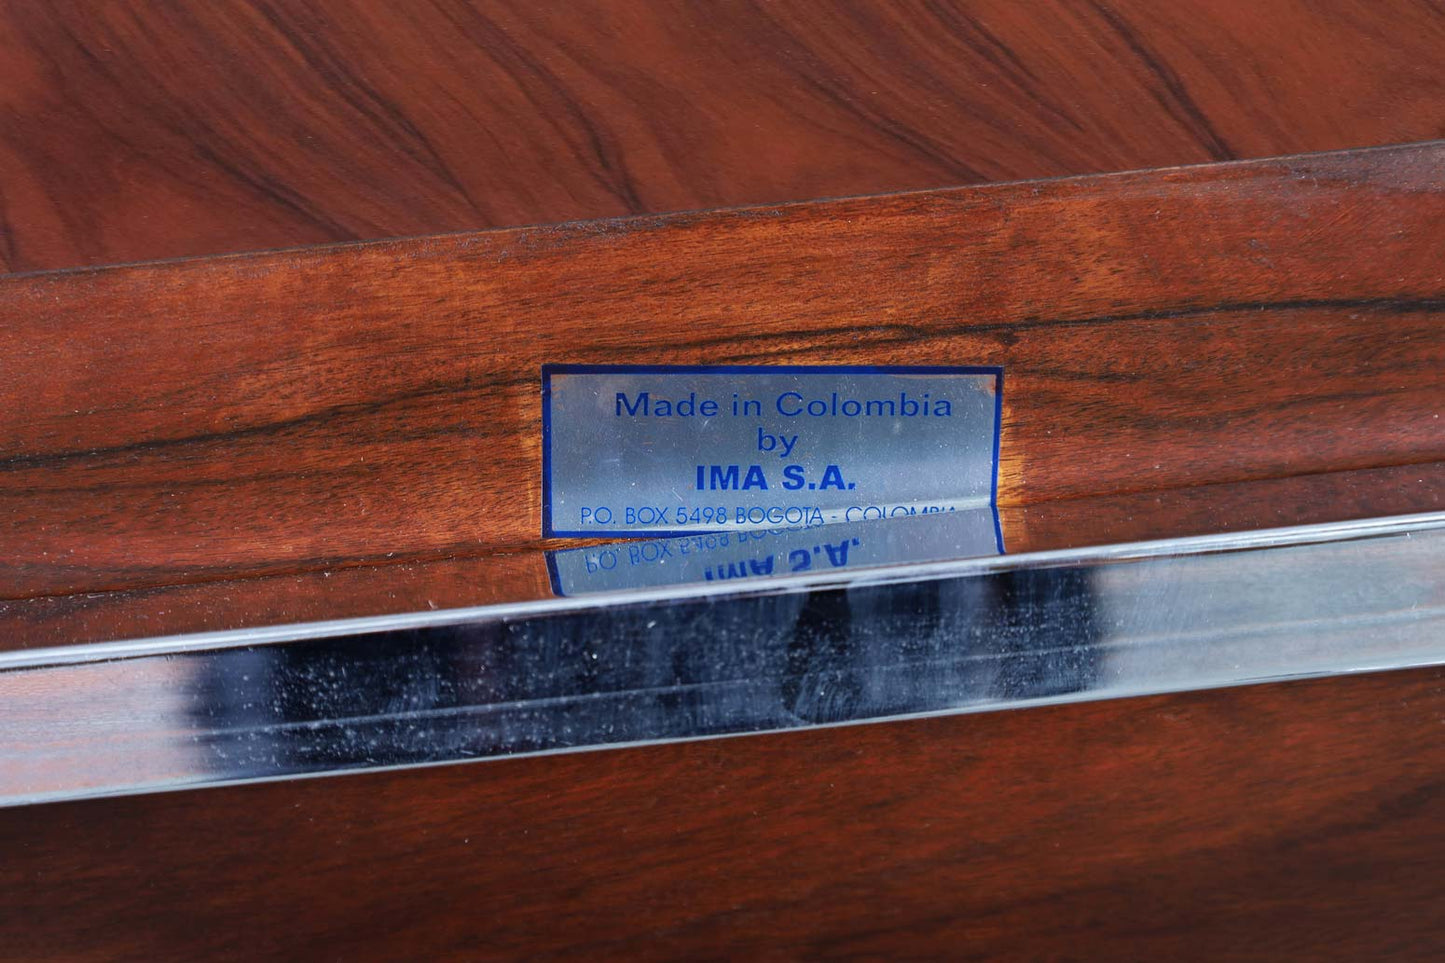 Made in Colombia
by
IMA S.A.
P.O. BOX 5498 BOGOTA - COLOMBIA